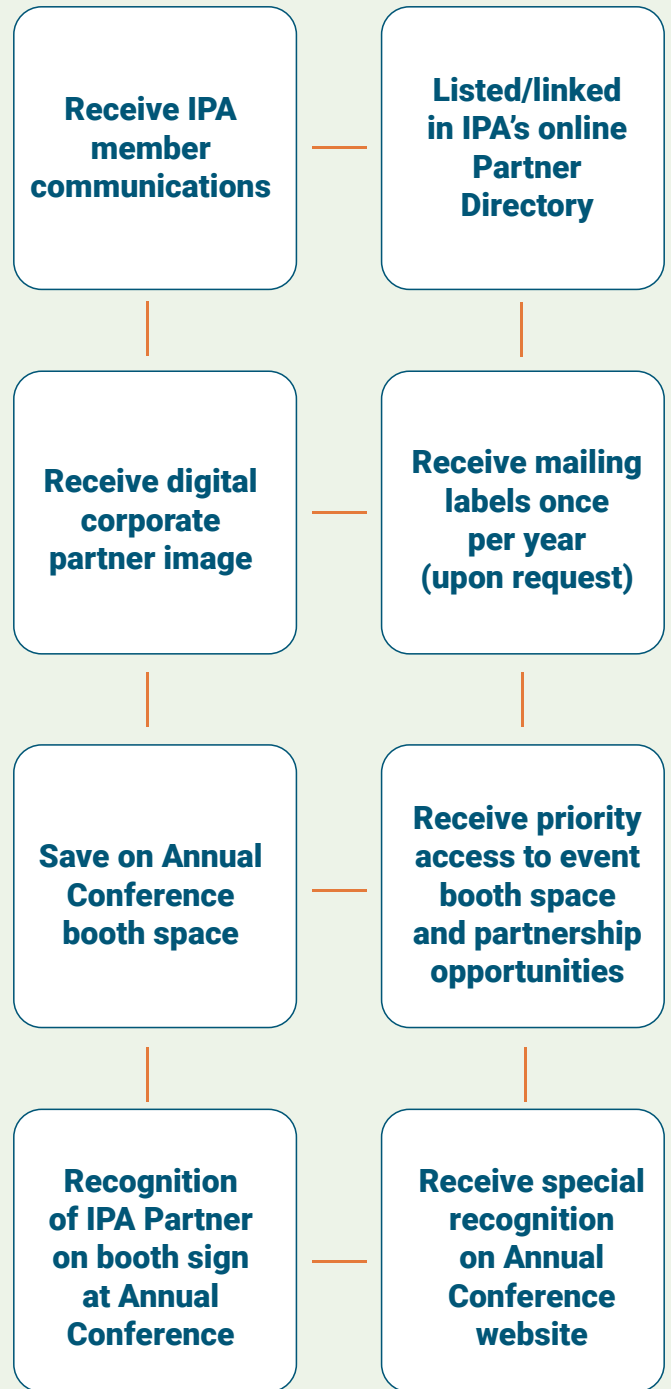 Receive IPA
member
communications
Listed/linked
in IPA's online
Partner
Directory
Receive digital
corporate
partner image
Receive mailing
labels once
per year
(upon request)
Save on Annual
Conference
booth space
Receive priority
access to event
booth space
and partnership
opportunities
Recognition
of IPA Partner
on booth sign
at Annual
Conference
Receive special
recognition
on Annual
Conference
website